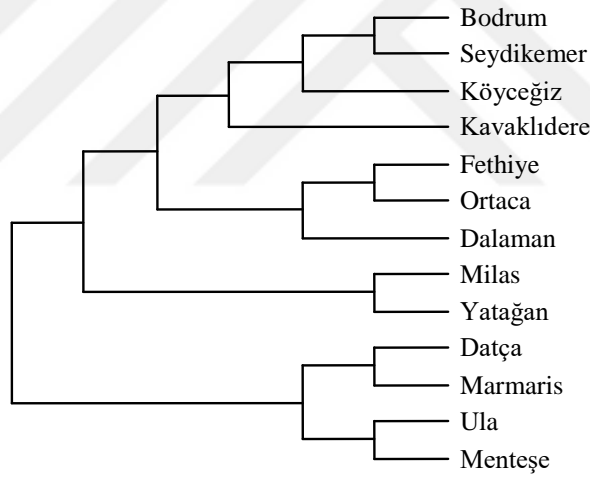 Bodrum
Seydikemer
Köyceğiz
Kavaklıdere
Fethiye
Ortaca
Dalaman
Milas
Yatağan
Datça
Marmaris
Ula
Menteşe